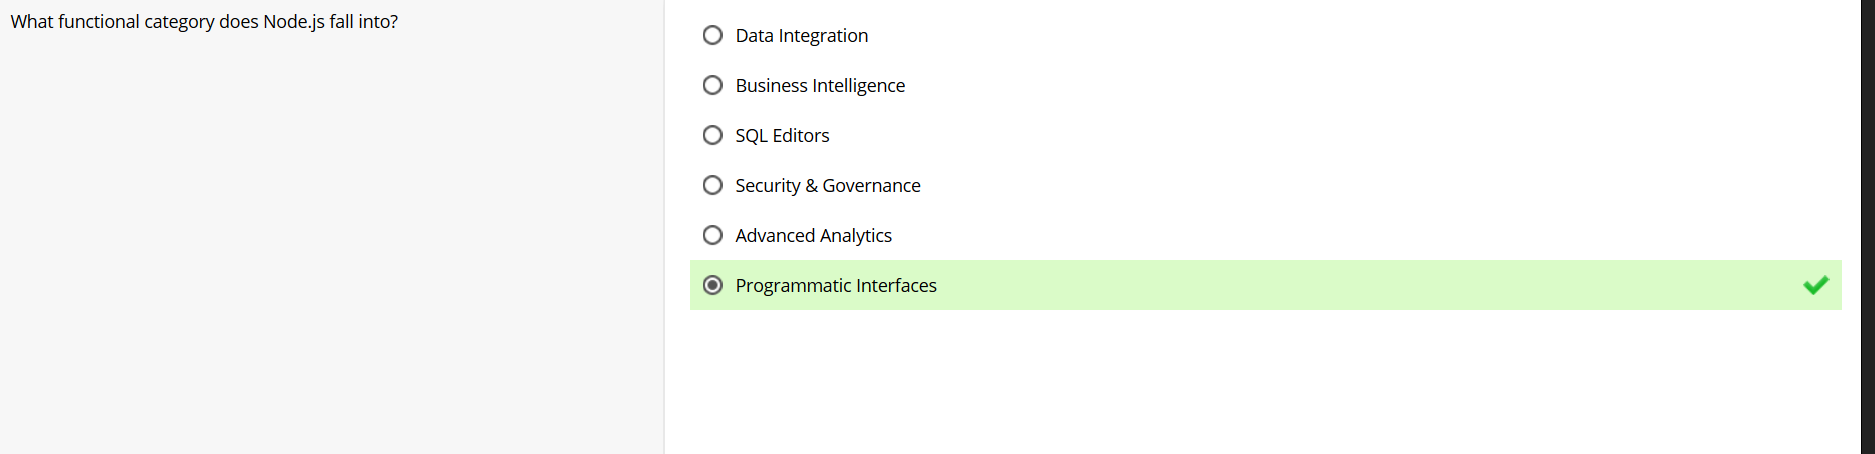 What functional category does Node.js fall into?
Data Integration
Business Intelligence
SQL Editors
Security & Governance
Advanced Analytics
Programmatic Interfaces